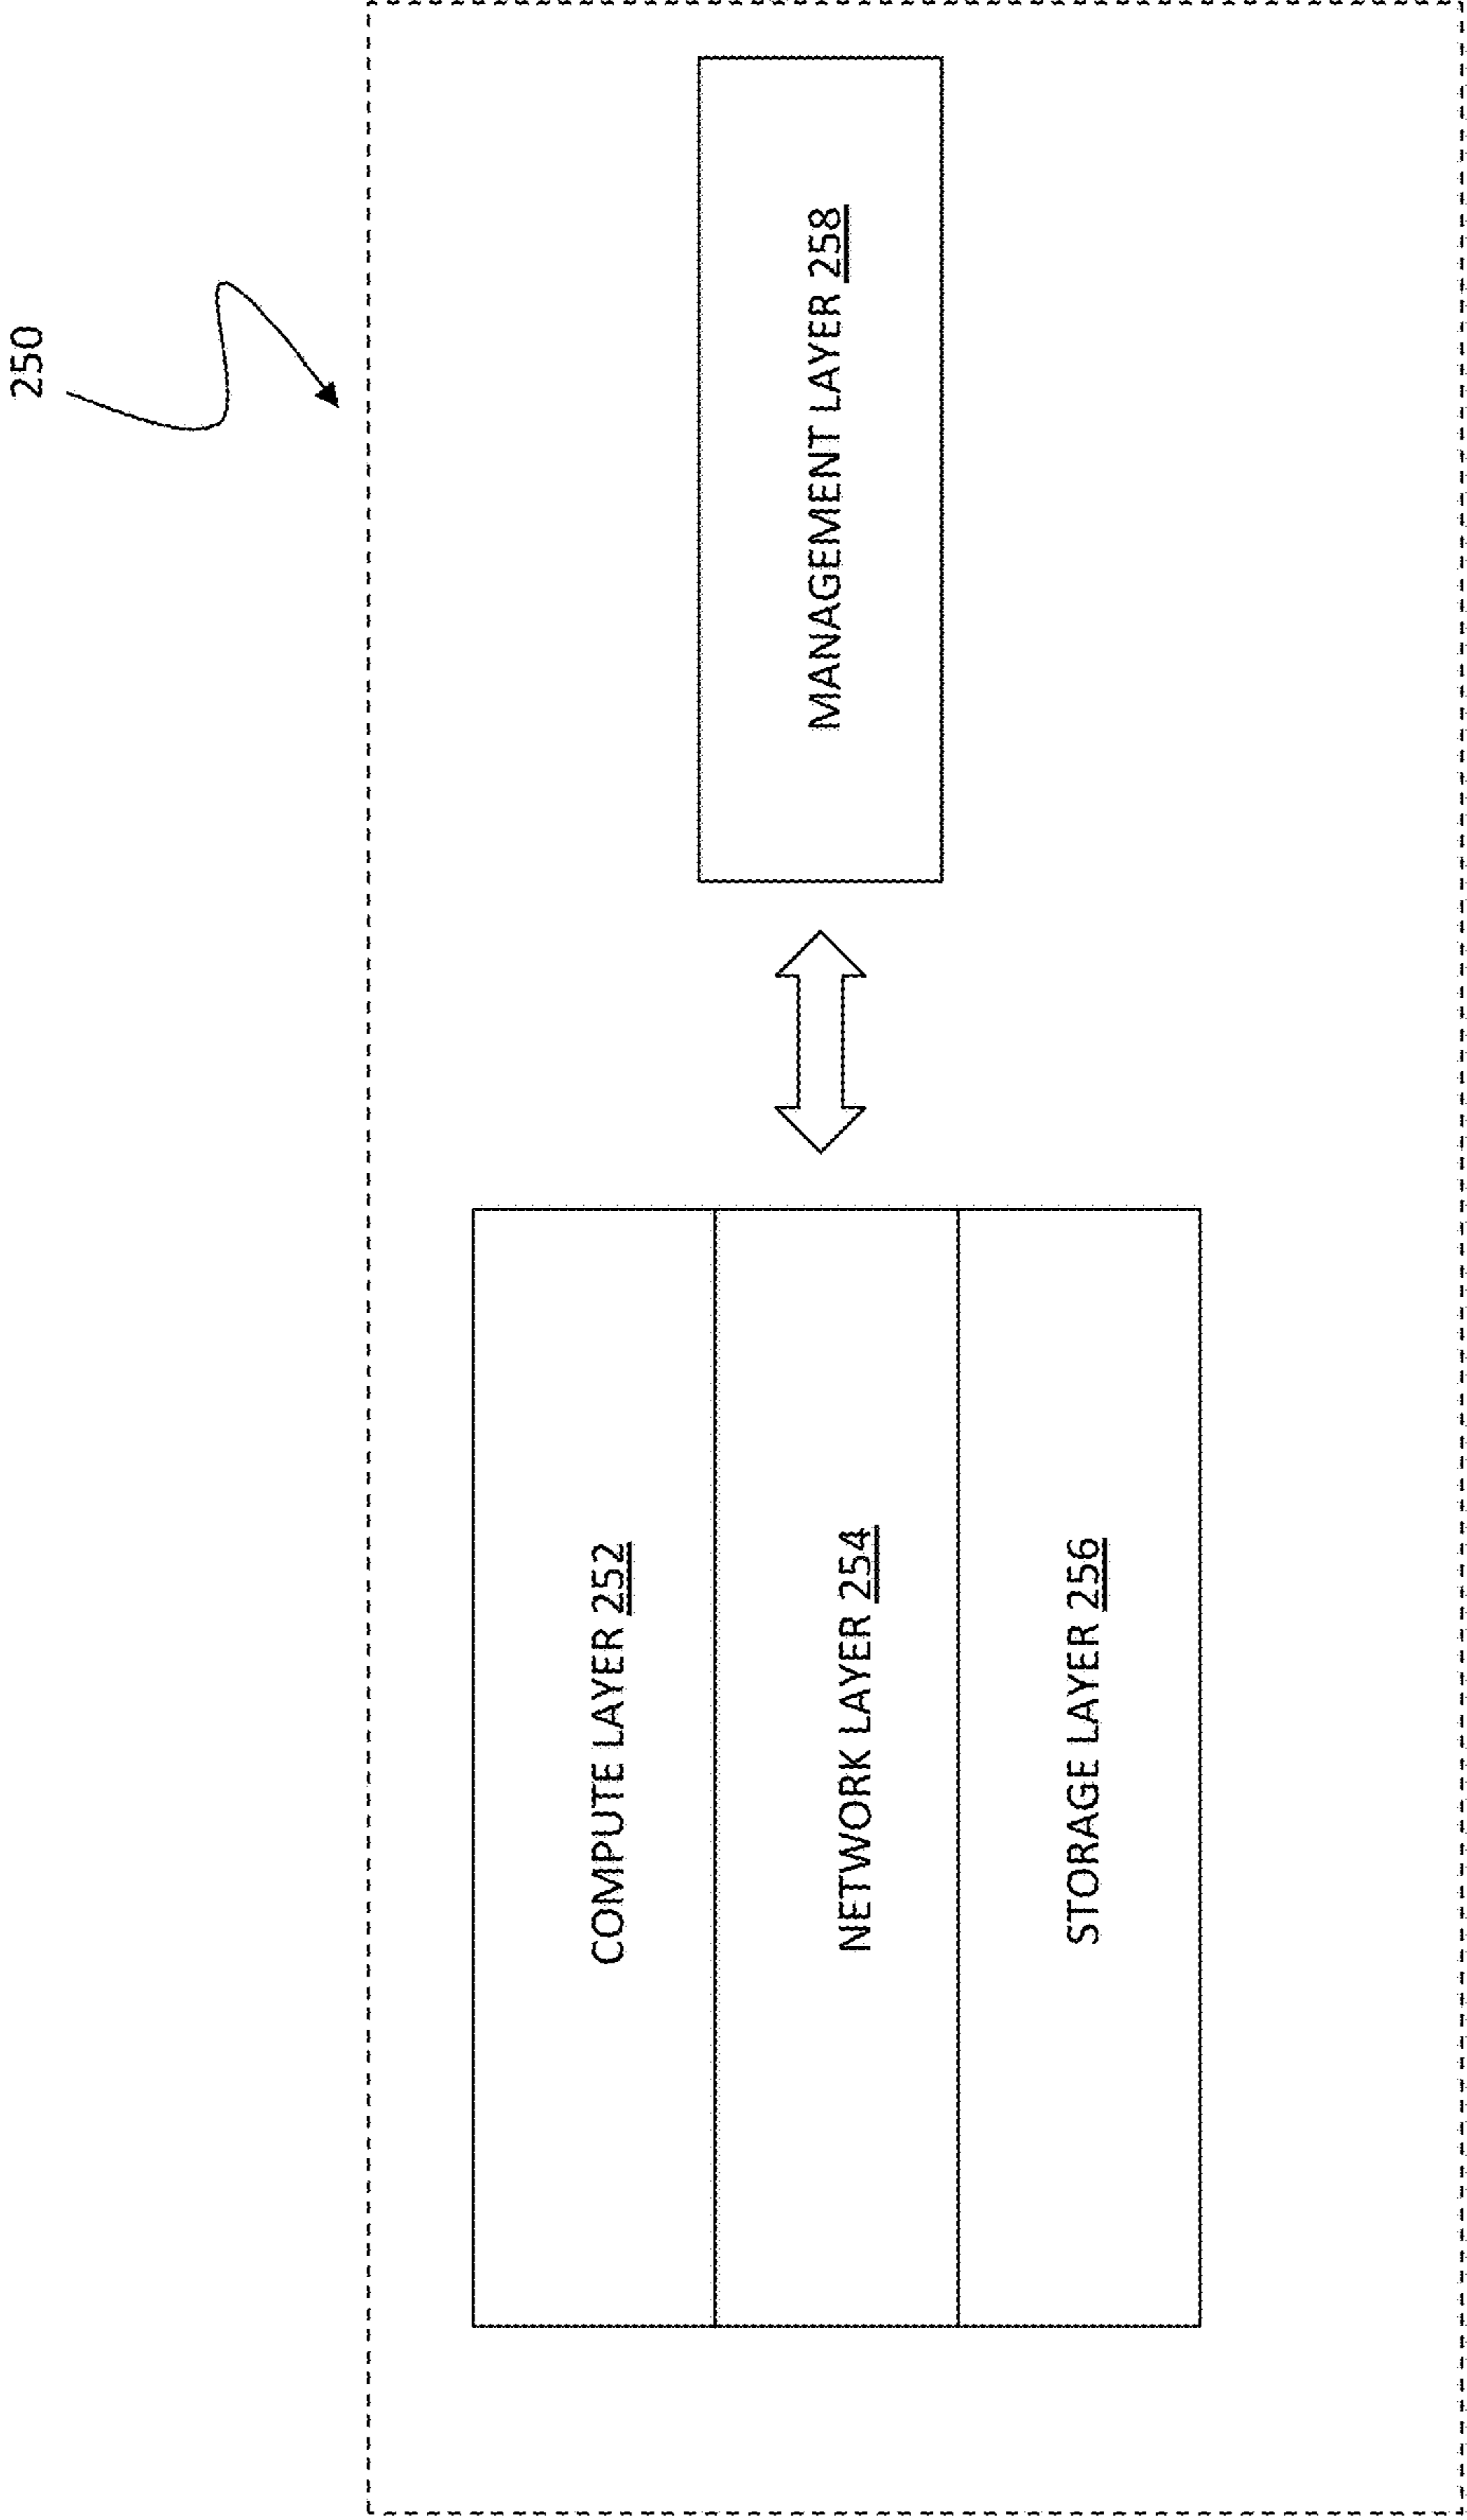 250
COMPUTE LAYER 252
NETWORK LAYER 254
STORAGE LAYER 256
MANAGEMENT LAYER 258